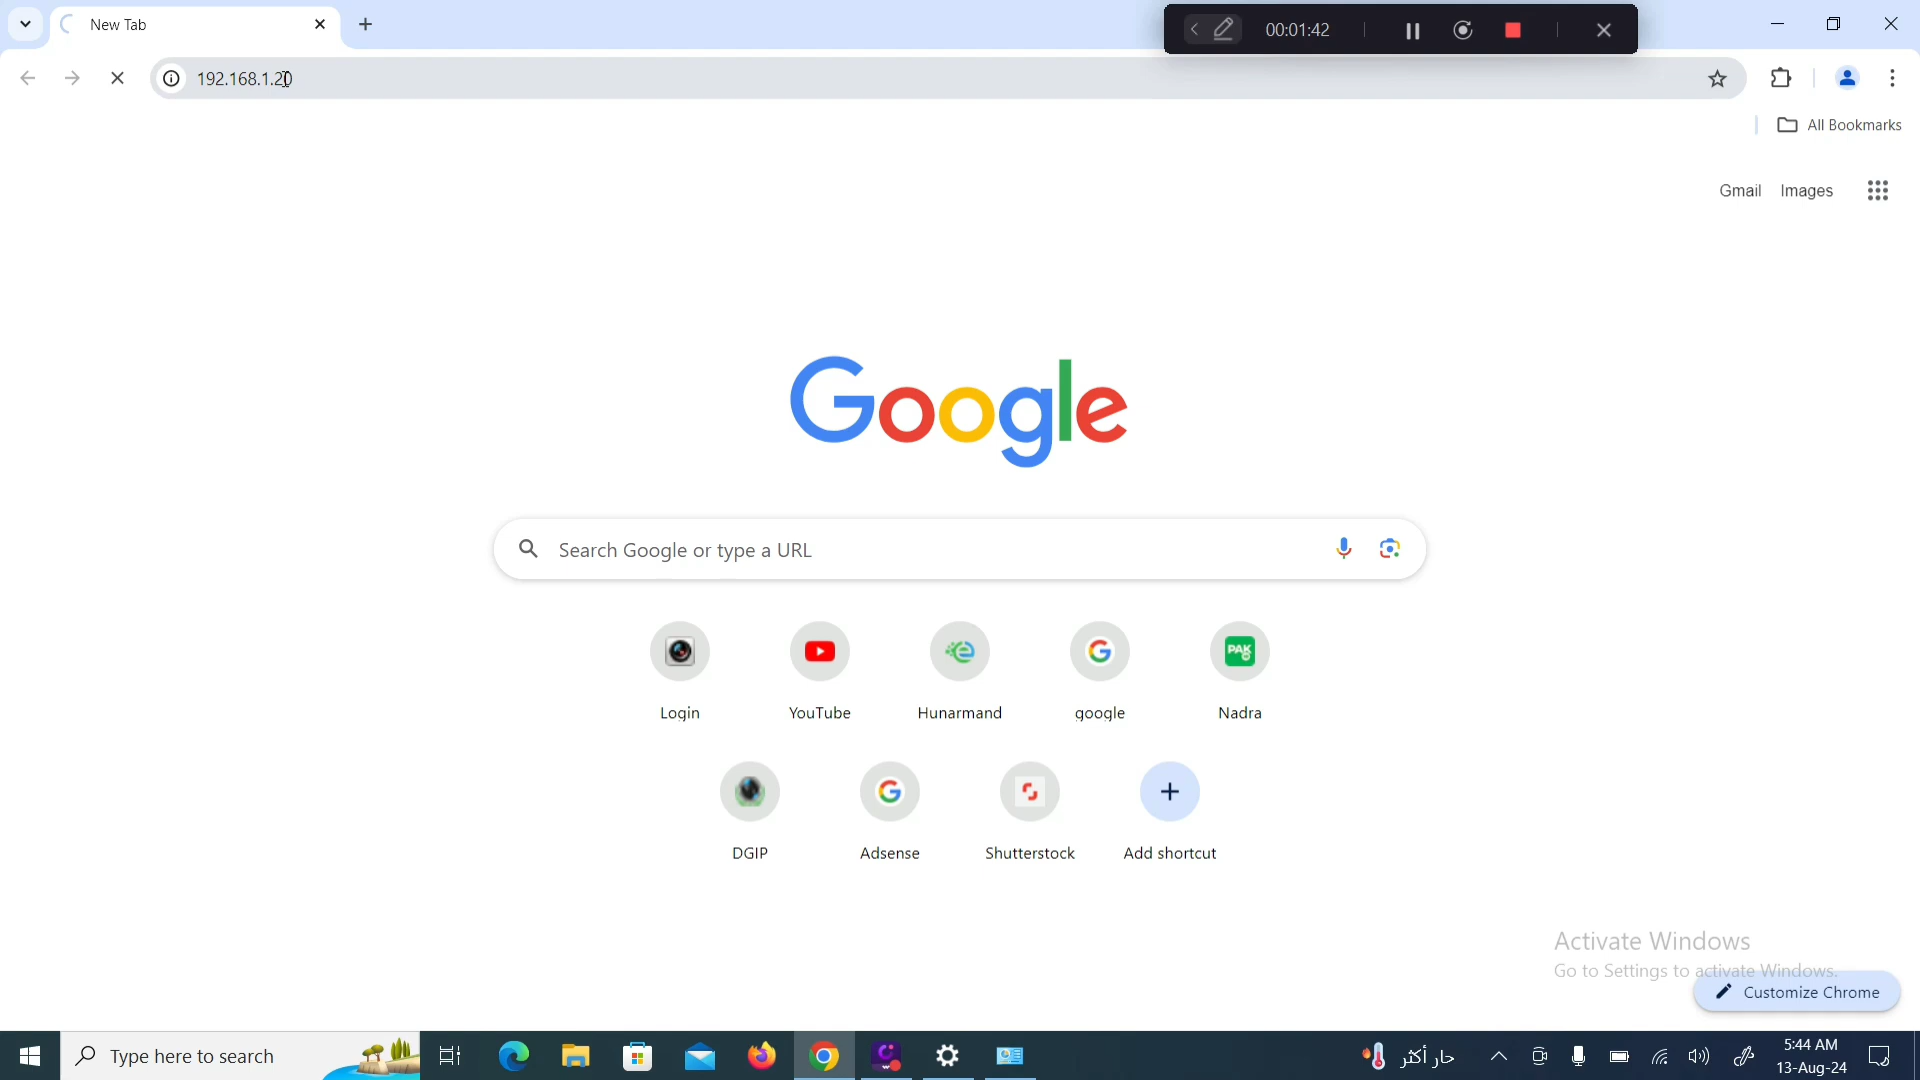 New Tab
00:01:42
192.168.1.20
All Bookmarks
Gmail
Images
Google
Search Google or type a URL
Login
YouTube
Hunarmand
google
Nadra
DGIP
Adsense
Shutterstock
Add shortcut
Activate Windows
Go to Settings to activate Windows.
Customize Chrome
Type here to search
حار أكثر
5:44 AM
13-Aug-24